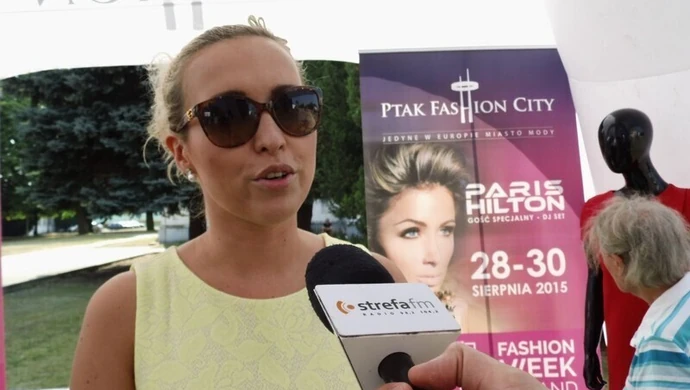 PTAK FASHION CITY
JEDYNE W EUROPIE MIASTO MODY
PARIS
HILTON
GOŚĆ SPECJALNY - DJ SET
28-30
SIERPNIA 2015
FASHION
WEEK
strefa fm
RADIO